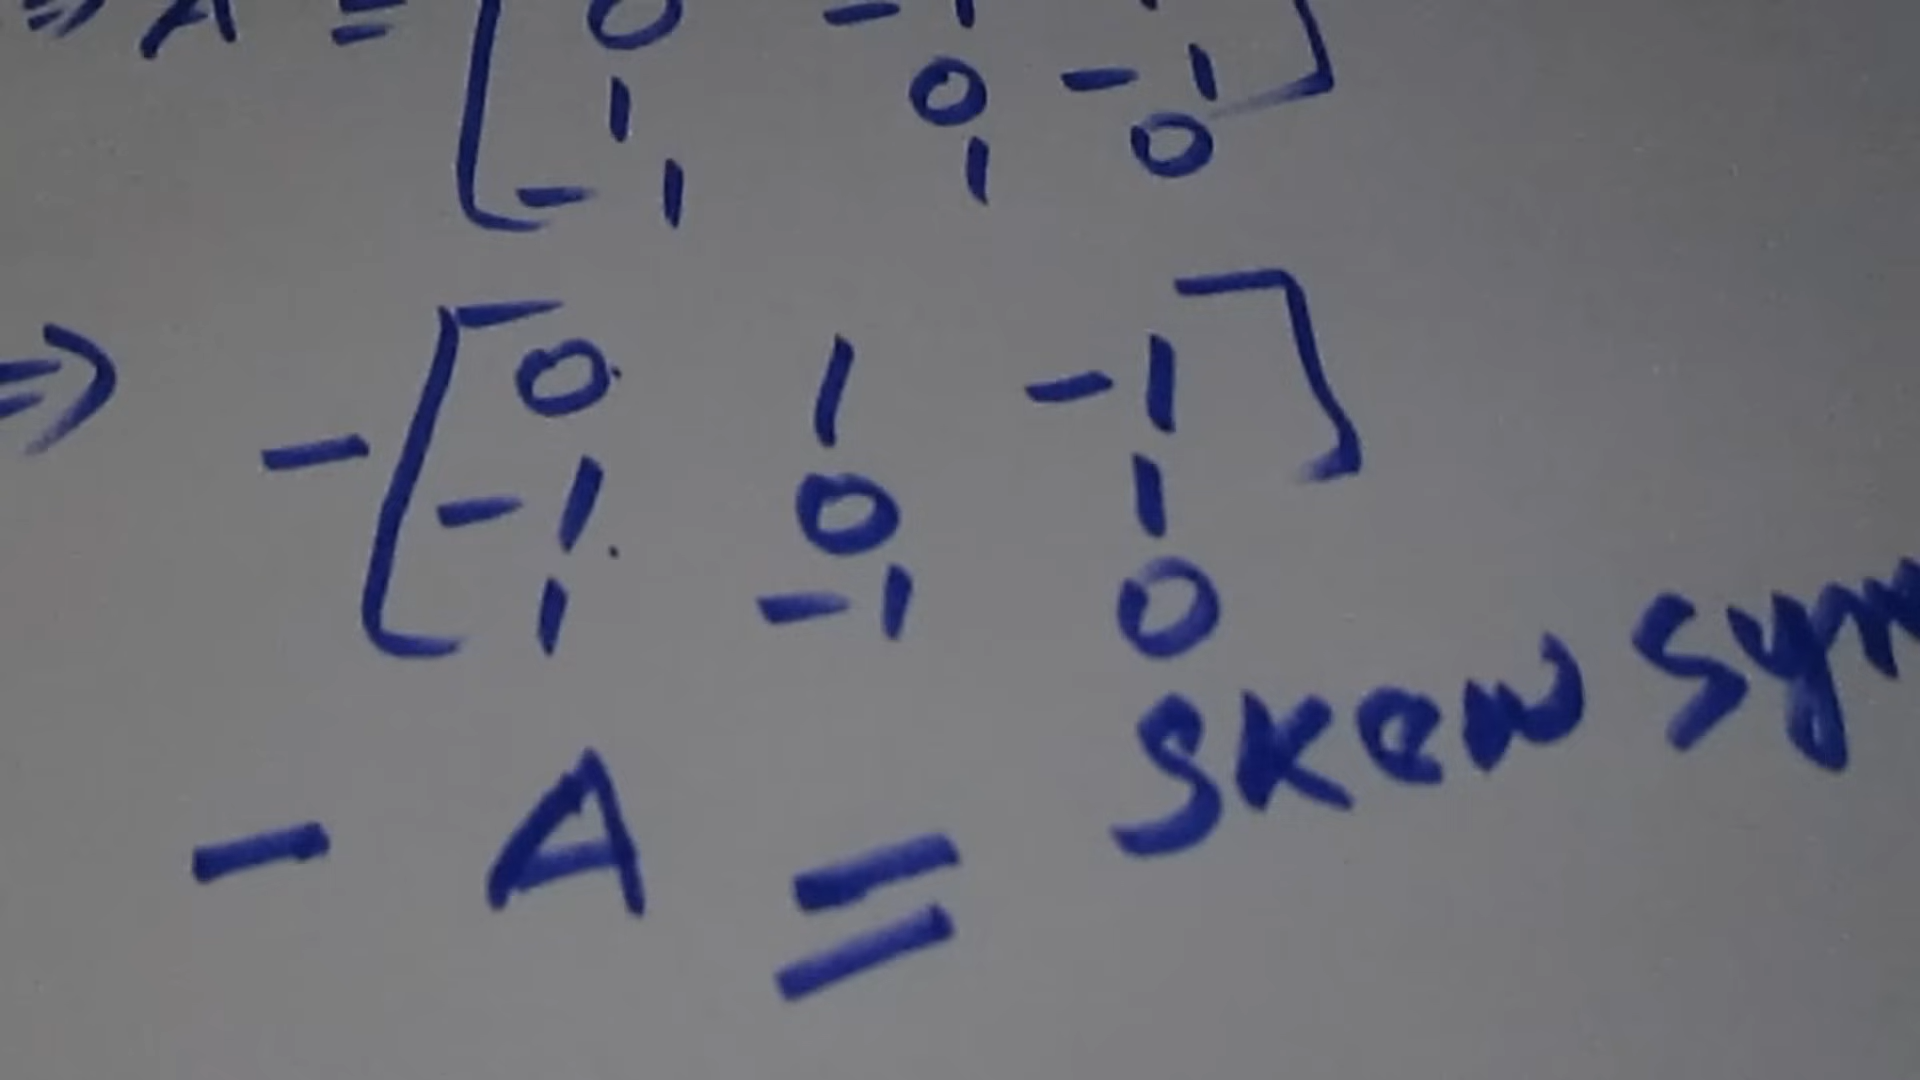 ⇒ A = [ 0 -1 1
1 0 -1
-1 1 0 ]
⇒ - [ 0 1 -1
-1 0 1
1 -1 0 ]
- A = Skew